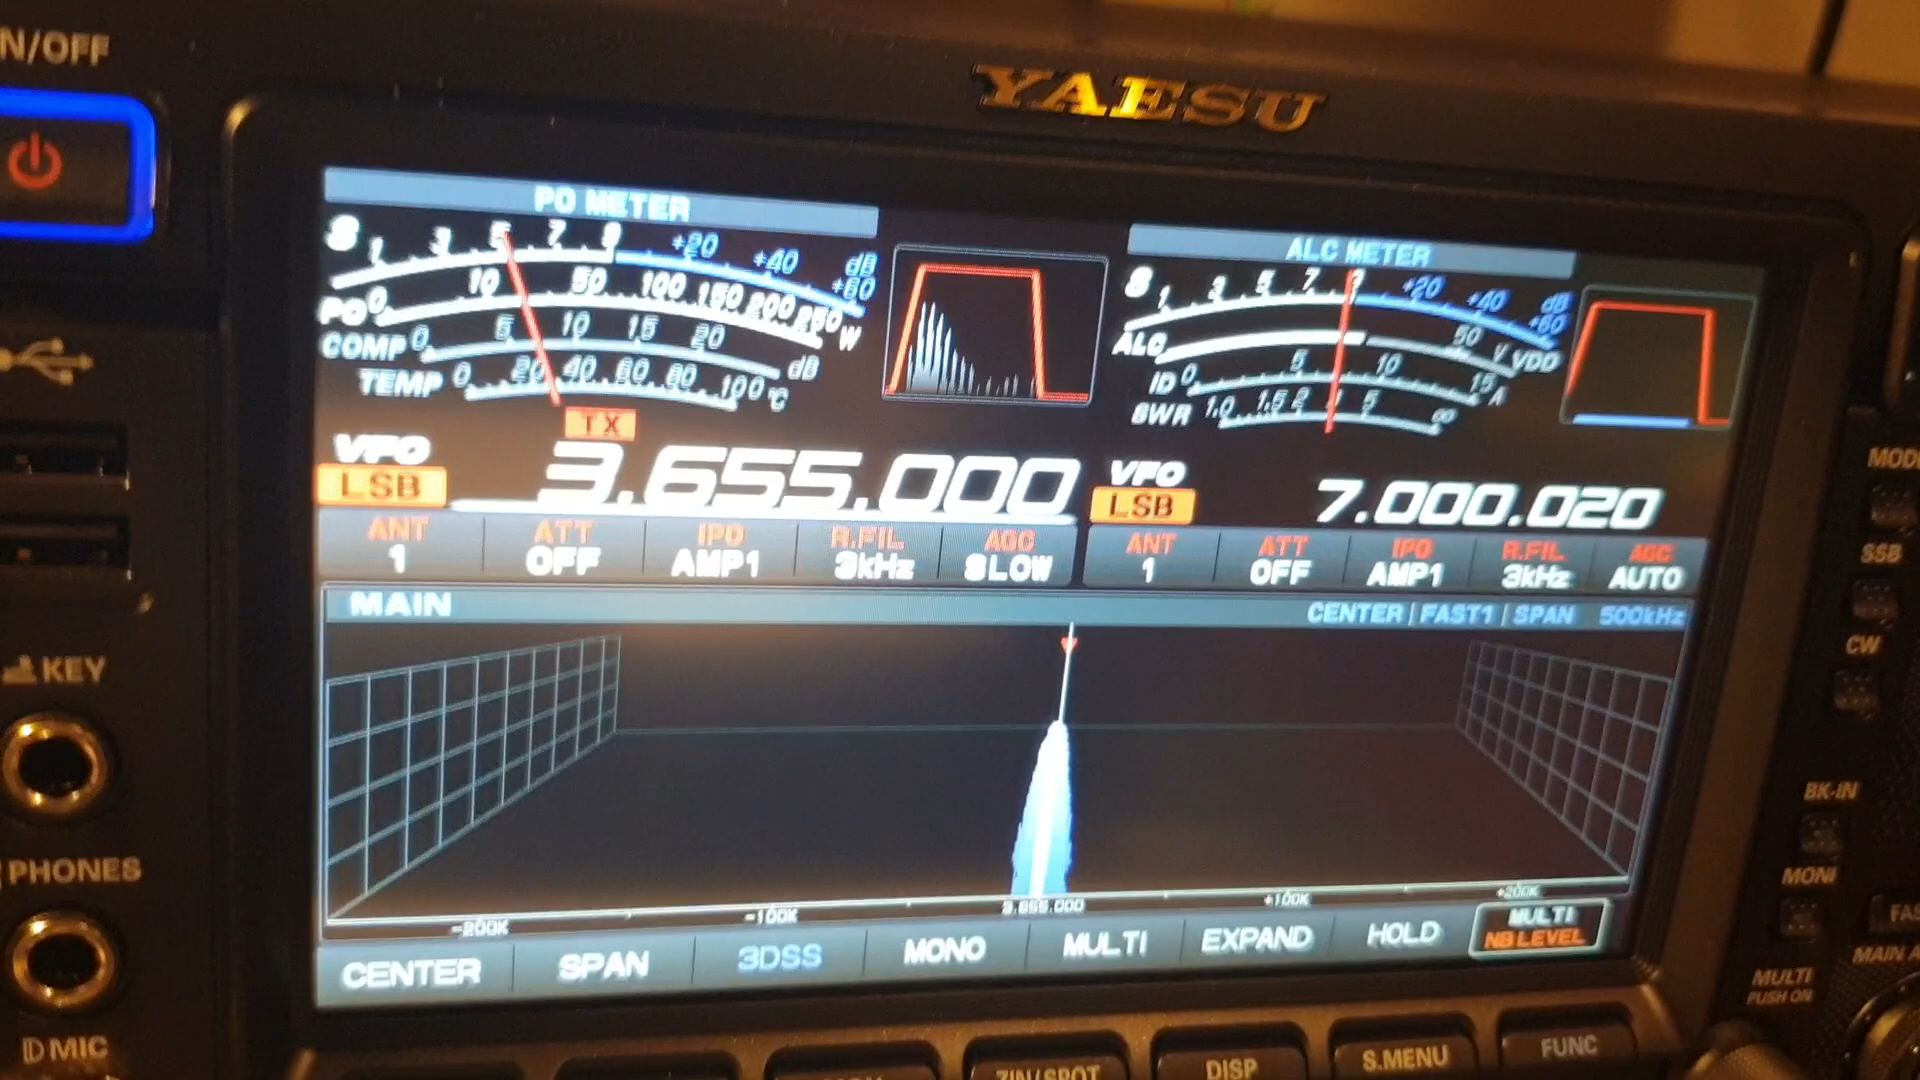 N/OFF
YAESU
PO METER
S 1 3 5 7 9 +20 +40 +60 dB
PO 0 10 50 100 150 200 250 W
COMP 0 5 10 15 20 dB
TEMP 0 20 40 60 80 100 °C
TX
ALC METER
S 1 3 5 7 9 +20 +40 +60 dB
ALC 50 V VDD
ID 0 5 10 15 A
SWR 1.0 1.5 2 5 ∞
VFO
LSB
3.655.000
VFO
LSB
7.000.020
ANT ATT IPO R.FIL AGC
1 OFF AMP1 3kHz SLOW
ANT ATT IPO R.FIL AGC
1 OFF AMP1 3kHz AUTO
MAIN
CENTER | FAST1 | SPAN 500kHz
-200K -100K 3.655.000 +100K +200K
CENTER SPAN 3DSS MONO MULTI EXPAND HOLD MULTI
NB LEVEL
KEY
PHONES
MIC
MOD
SSB
CW
BK-IN
MONI
FAS
MAIN A
MULTI
PUSH ON
ZIN/SPOT
DISP
S.MENU
FUNC